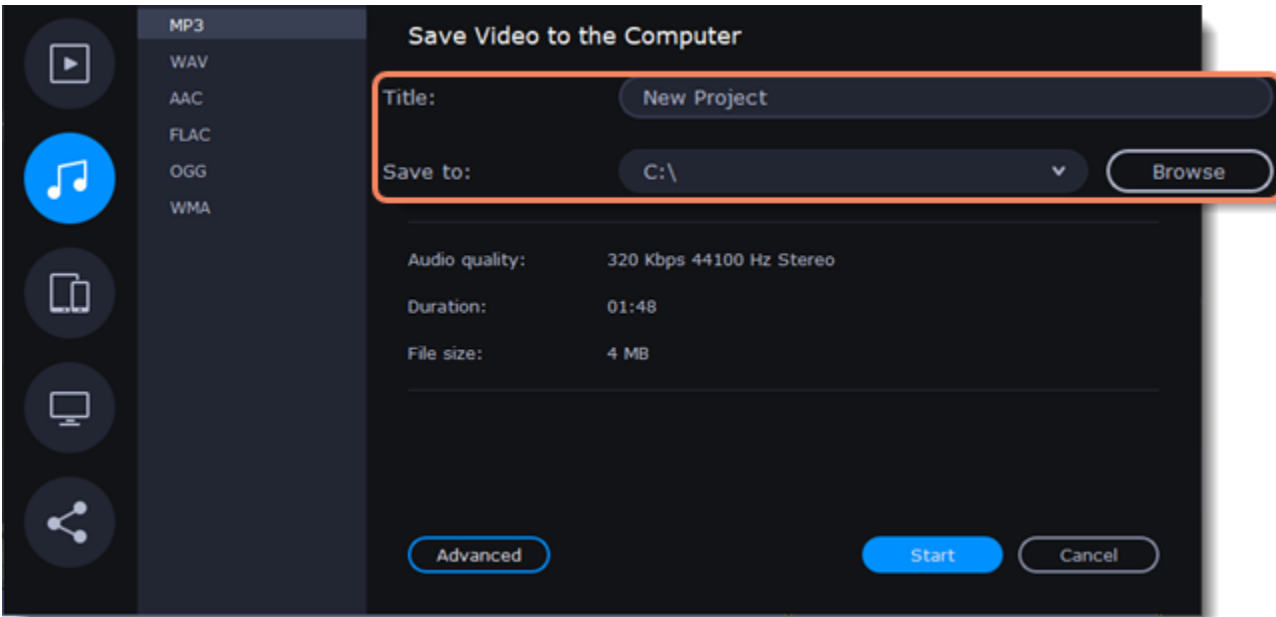 MP3
WAV
AAC
FLAC
OGG
WMA
Save Video to the Computer
Title: New Project
Save to: C:\ Browse
Audio quality: 320 Kbps 44100 Hz Stereo
Duration: 01:48
File size: 4 MB
Advanced Start Cancel